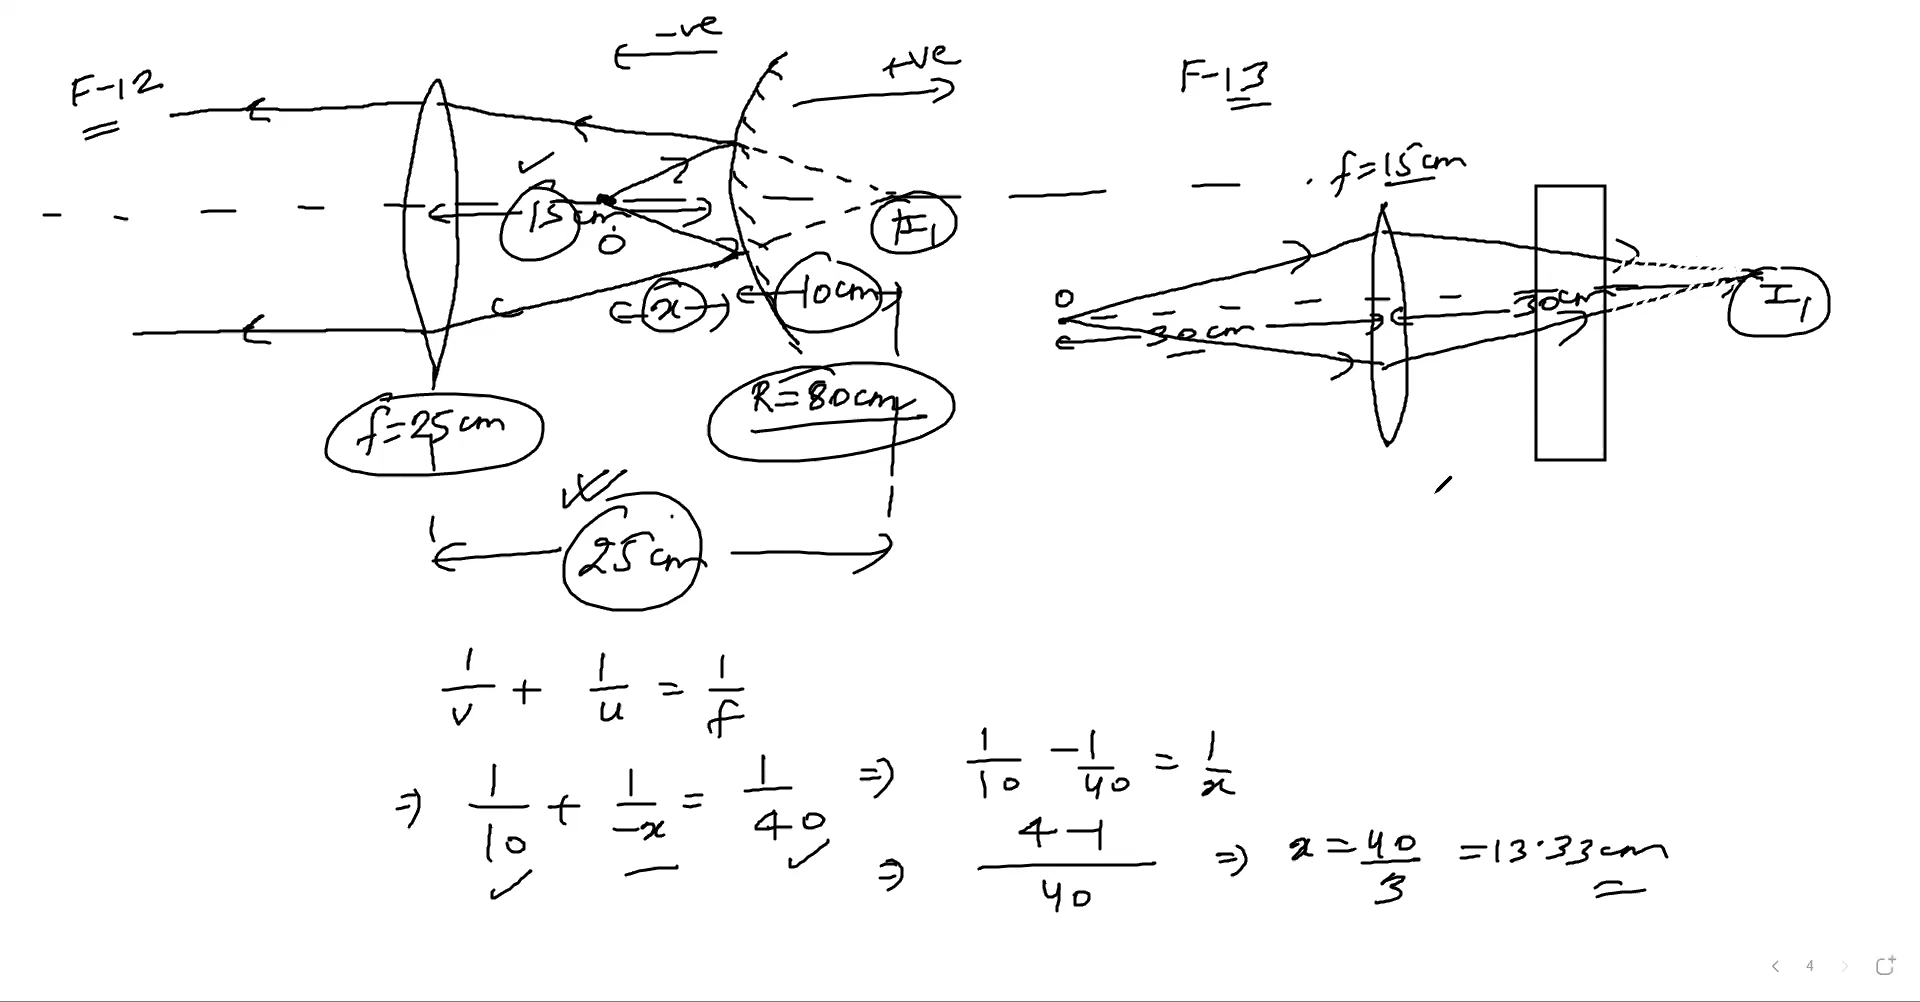 F-12
-ve
+ve
F-13
15cm
O
I₁
x
10cm
f=25cm
R=80cm
25cm
f=15cm
O
30cm
30cm
I₁
1/v + 1/u = 1/f
⇒ 1/10 + 1/-x = 1/40 ⇒ 1/10 - 1/40 = 1/x
⇒ 4-1/40 ⇒ x = 40/3 = 13.33cm
4